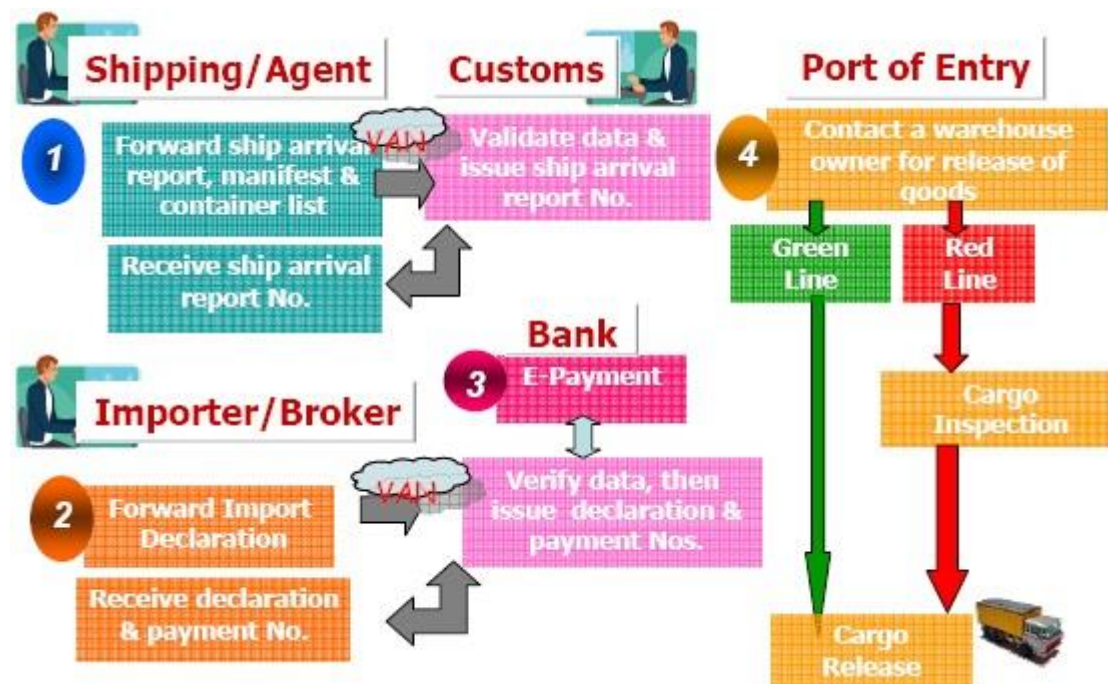 Shipping/Agent
Customs
Port of Entry
1
Forward ship arrival
report, manifest &
container list
VAN
Validate data &
issue ship arrival
report No.
Receive ship arrival
report No.
4
Contact a warehouse
owner for release of
goods
Green
Line
Red
Line
Cargo
Inspection
Cargo
Release
Bank
3
E-Payment
Importer/Broker
2
Forward Import
Declaration
VAN
Verify data, then
issue declaration &
payment Nos.
Receive declaration
& payment No.